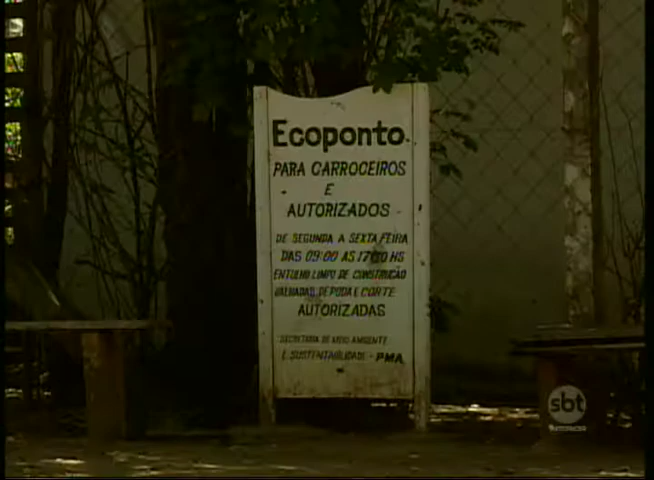 Ecoponto.
PARA CARROCEIROS
E
AUTORIZADOS
DE SEGUNDA A SEXTA FEIRA
DAS 09:00 AS 17:00 HS
ENTULHO LIMPO DE CONSTRUÇÃO
GALHADAS DE PODA E CORTE
AUTORIZADAS
SECRETARIA DE MEIO AMBIENTE
E SUSTENTABILIDADE - PMA
sbt